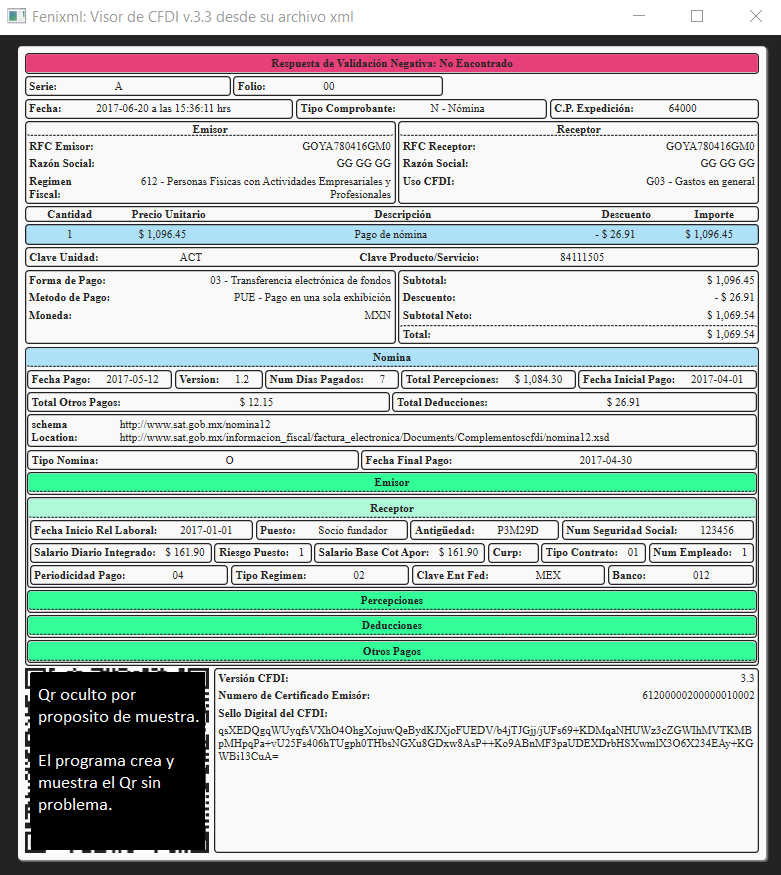 Fenixml: Visor de CFDI v.3.3 desde su archivo xml
Respuesta de Validación Negativa: No Encontrado
Serie: A Folio: 00
Fecha: 2017-06-20 a las 15:36:11 hrs Tipo Comprobante: N - Nómina C.P. Expedición: 64000
Emisor Receptor
RFC Emisor: GOYA780416GM0 RFC Receptor: GOYA780416GM0
Razón Social: GG GG GG Razón Social: GG GG GG
Regimen Fiscal: 612 - Personas Fisicas con Actividades Empresariales y Profesionales Uso CFDI: G03 - Gastos en general
Cantidad Precio Unitario Descripción Descuento Importe
1 $ 1,096.45 Pago de nómina - $ 26.91 $ 1,096.45
Clave Unidad: ACT Clave Producto/Servicio: 84111505
Forma de Pago: 03 - Transferencia electrónica de fondos Subtotal: $ 1,096.45
Metodo de Pago: PUE - Pago en una sola exhibición Descuento: - $ 26.91
Moneda: MXN Subtotal Neto: $ 1,069.54
Total: $ 1,069.54
Nomina
Fecha Pago: 2017-05-12 Version: 1.2 Num Dias Pagados: 7 Total Percepciones: $ 1,084.30 Fecha Inicial Pago: 2017-04-01
Total Otros Pagos: $ 12.15 Total Deducciones: $ 26.91
schema Location: http://www.sat.gob.mx/nomina12
http://www.sat.gob.mx/informacion_fiscal/factura_electronica/Documents/Complementoscfdi/nomina12.xsd
Tipo Nomina: O Fecha Final Pago: 2017-04-30
Emisor
Receptor
Fecha Inicio Rel Laboral: 2017-01-01 Puesto: Socio fundador Antigüedad: P3M29D Num Seguridad Social: 123456
Salario Diario Integrado: $ 161.90 Riesgo Puesto: 1 Salario Base Cot Apor: $ 161.90 Curp: Tipo Contrato: 01 Num Empleado: 1
Periodicidad Pago: 04 Tipo Regimen: 02 Clave Ent Fed: MEX Banco: 012
Percepciones
Deducciones
Otros Pagos
Qr oculto por
proposito de muestra.
El programa crea y
muestra el Qr sin
problema.
Versión CFDI: 3.3
Numero de Certificado Emisór: 61200000200000010002
Sello Digital del CFDI:
qsXEDQgqWUyqfsVXhO4OhgXojuwQeBydKJXjoFUEDV/b4jTJGjj/jUFs69+KDMqaNHUWz3cZGWIhMVTKMB
pMHpqPa+vU25Fs406hTUgph0THbsNGXu8GDxw8AsP++Ko9ABnMF3paUDEXDrbHSXwmlX3O6X234EAy+KG
WBi13CuA=